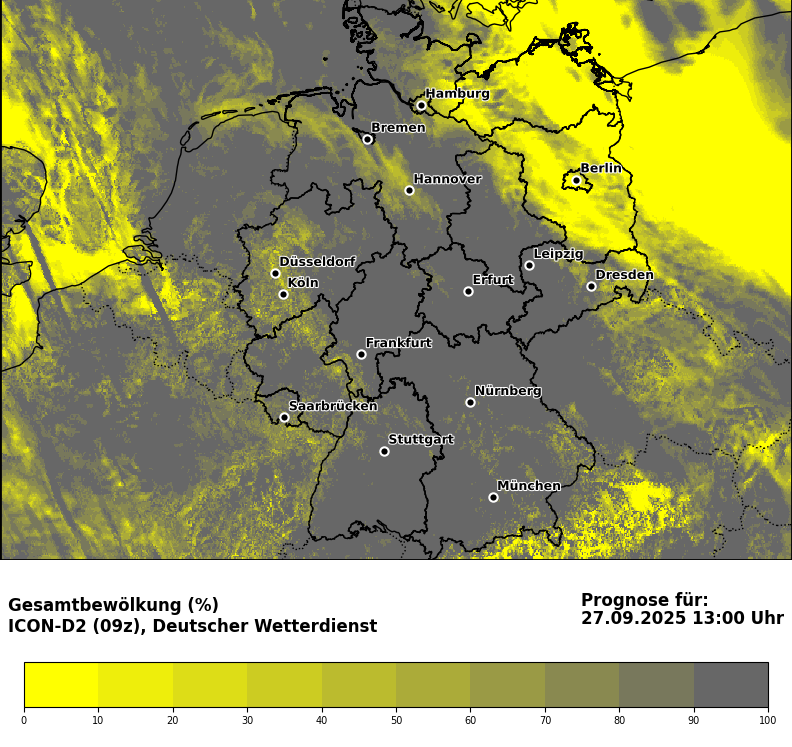 Hamburg
Bremen
Berlin
Hannover
Leipzig
Düsseldorf
Dresden
Köln
Erfurt
Frankfurt
Nürnberg
Saarbrücken
Stuttgart
München
Gesamtbewölkung (%)
ICON-D2 (09z), Deutscher Wetterdienst
Prognose für:
27.09.2025 13:00 Uhr
0 10 20 30 40 50 60 70 80 90 100